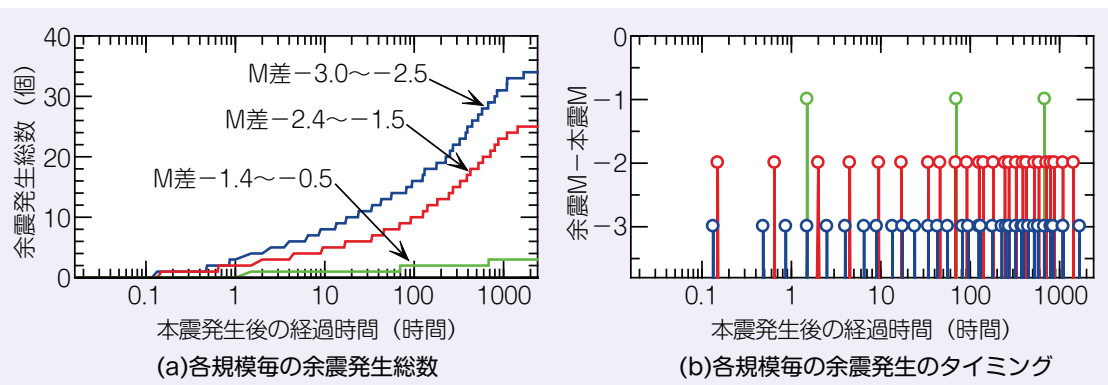 余震発生総数（個）
40
30
20
10
0
M差−3.0〜−2.5
M差−2.4〜−1.5
M差−1.4〜−0.5
0.1 1 10 100 1000
本震発生後の経過時間（時間）
(a)各規模毎の余震発生総数
余震M−本震M
0
−1
−2
−3
0.1 1 10 100 1000
本震発生後の経過時間（時間）
(b)各規模毎の余震発生のタイミング